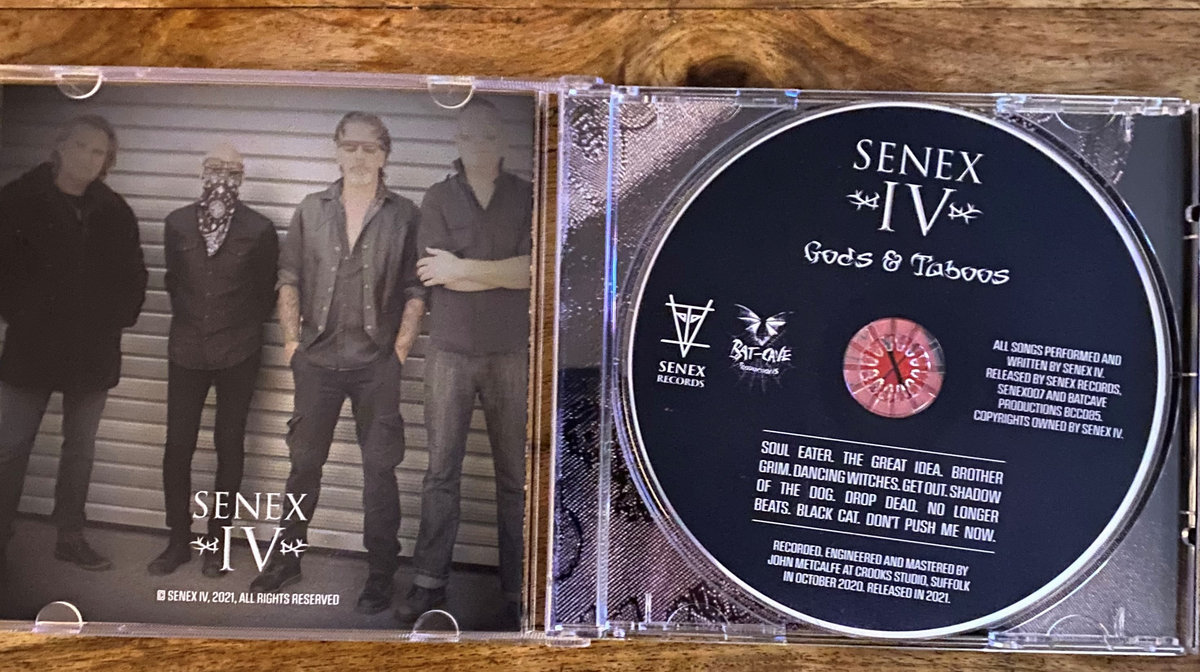 SENEX
IV
℗ SENEX IV, 2021, ALL RIGHTS RESERVED
SENEX
IV
Gods & Taboos
SENEX
RECORDS
BAT-CAVE
ALL SONGS PERFORMED AND
WRITTEN BY SENEX IV.
RELEASED BY SENEX RECORDS,
SENEX007 AND BATCAVE
PRODUCTIONS BCC085.
COPYRIGHTS OWNED BY SENEX IV.
SOUL EATER. THE GREAT IDEA. BROTHER
GRIM. DANCING WITCHES. GET OUT. SHADOW
OF THE DOG. DROP DEAD. NO LONGER
BEATS. BLACK CAT. DON'T PUSH ME NOW.
RECORDED, ENGINEERED AND MASTERED BY
JOHN METCALFE AT CROOKS STUDIO, SUFFOLK
IN OCTOBER 2020. RELEASED IN 2021.